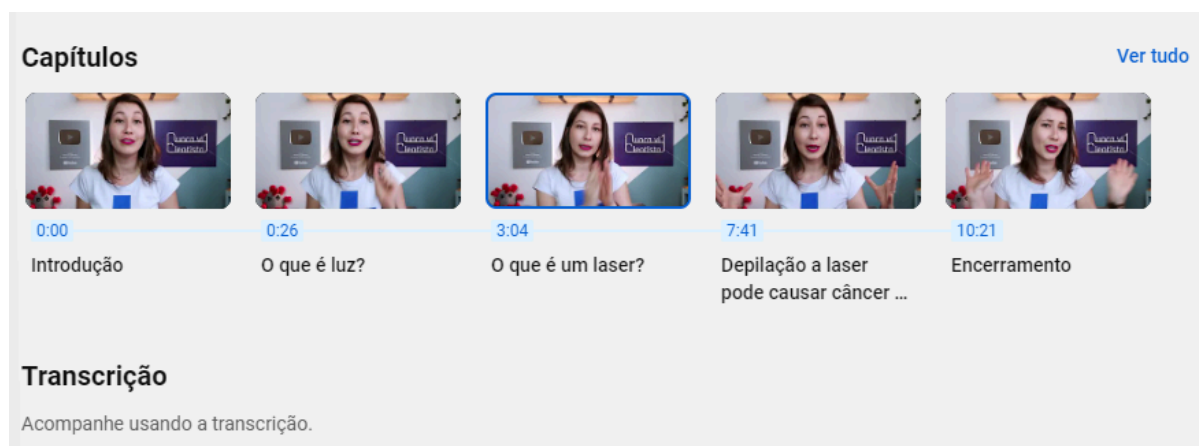 Capítulos
Ver tudo
0:00
0:26
3:04
7:41
10:21
Introdução
O que é luz?
O que é um laser?
Depilação a laser
pode causar câncer ...
Encerramento
Transcrição
Acompanhe usando a transcrição.